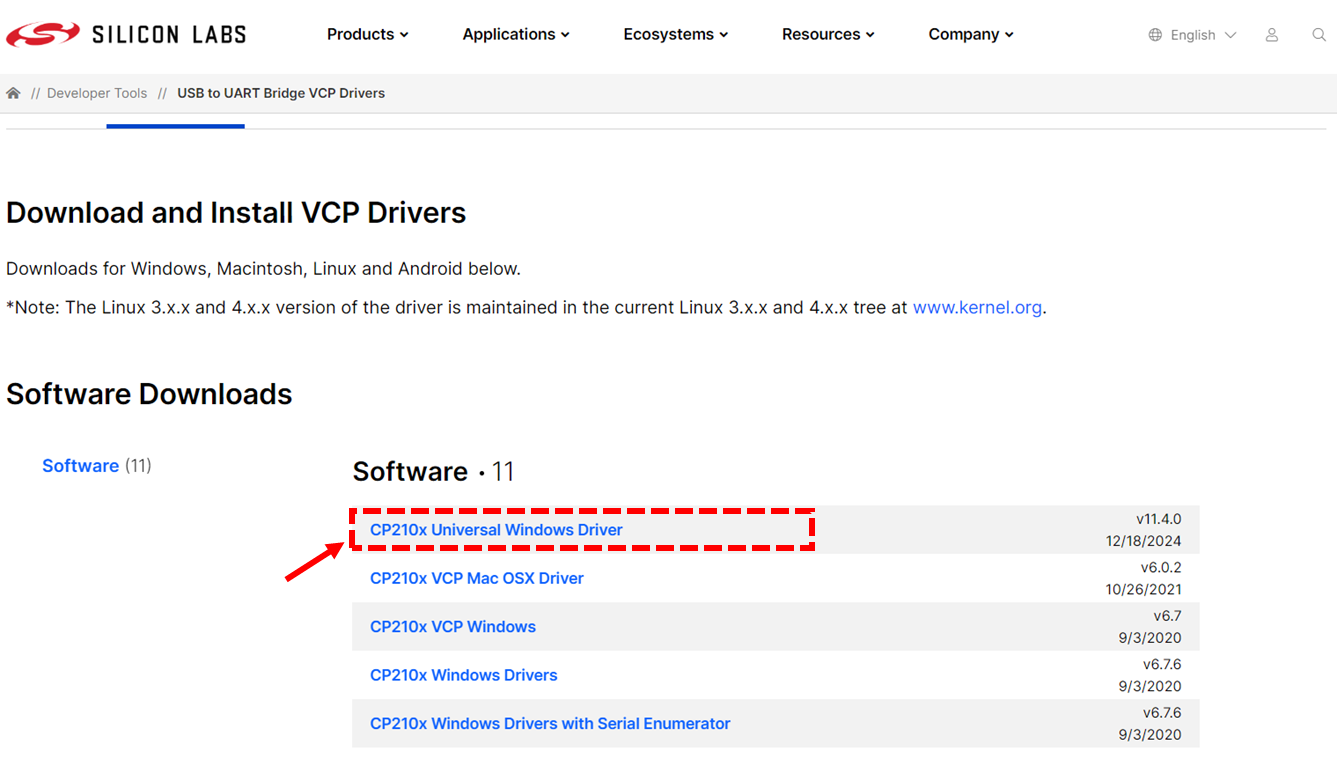 SILICON LABS
Products
Applications
Ecosystems
Resources
Company
English
// Developer Tools // USB to UART Bridge VCP Drivers
Download and Install VCP Drivers
Downloads for Windows, Macintosh, Linux and Android below.
*Note: The Linux 3.x.x and 4.x.x version of the driver is maintained in the current Linux 3.x.x and 4.x.x tree at www.kernel.org.
Software Downloads
Software (11)
Software • 11
CP210x Universal Windows Driver
v11.4.0
12/18/2024
CP210x VCP Mac OSX Driver
v6.0.2
10/26/2021
CP210x VCP Windows
v6.7
9/3/2020
CP210x Windows Drivers
v6.7.6
9/3/2020
CP210x Windows Drivers with Serial Enumerator
v6.7.6
9/3/2020